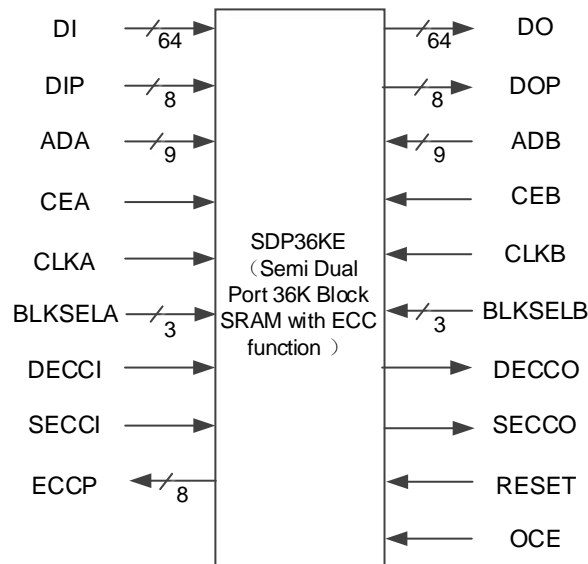 DI
64
DIP
8
ADA
9
CEA
CLKA
BLKSELA
3
DECCI
SECCI
ECCP
8
SDP36KE
（Semi Dual
Port 36K Block
SRAM with ECC
function ）
64
DO
8
DOP
9
ADB
CEB
CLKB
3
BLKSELB
DECCO
SECCO
RESET
OCE